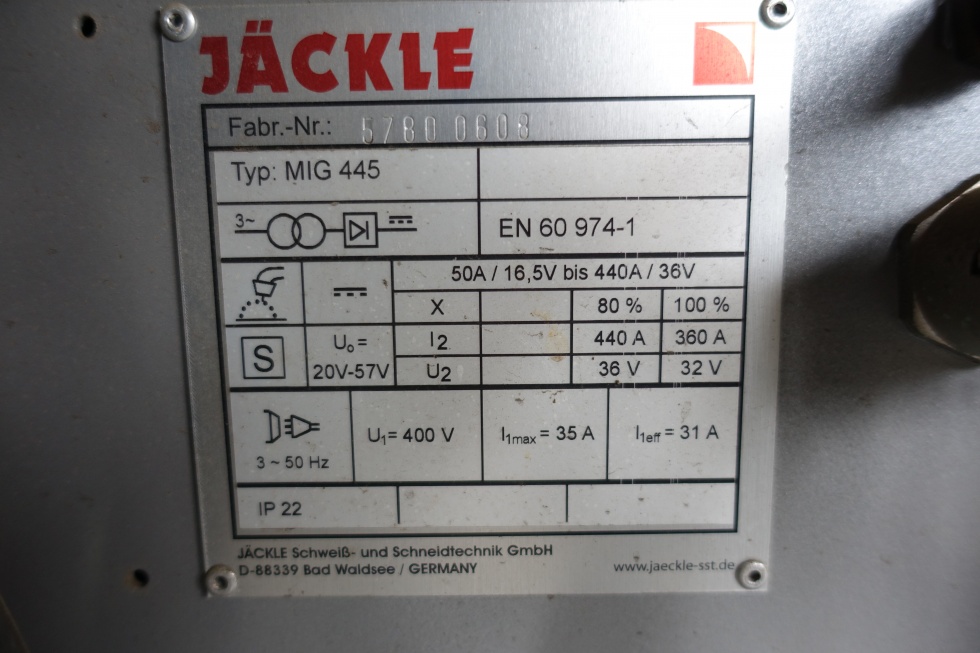 JÄCKLE
Fabr.-Nr.: 5780 0608
Typ: MIG 445
3~
EN 60 974-1
50A / 16,5V bis 440A / 36V
X 80 % 100 %
S
U₀ =
20V-57V
I2 440 A 360 A
U2 36 V 32 V
3 ~ 50 Hz
U₁= 400 V
I₁max = 35 A
I₁eff = 31 A
IP 22
JÄCKLE Schweiß- und Schneidtechnik GmbH
D-88339 Bad Waldsee / GERMANY
www.jaeckle-sst.de